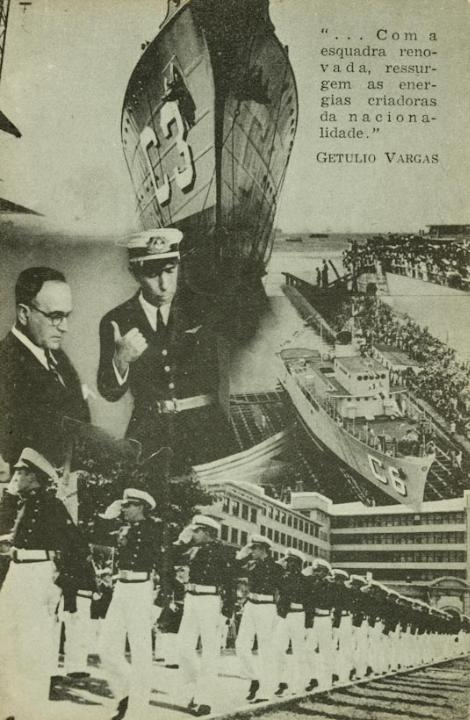 "... Com a
esquadra reno-
vada, ressur-
gem as ener-
gias criadoras
da naciona-
lidade."
GETULIO VARGAS
C3
C6